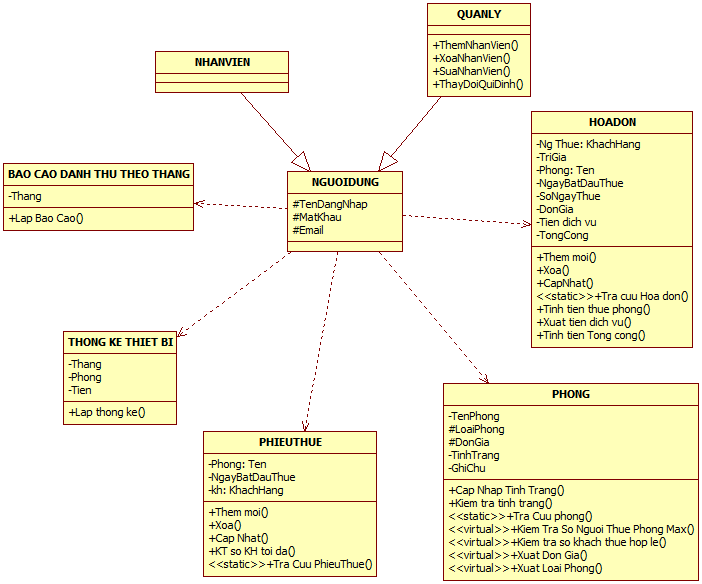 QUANLY
+ThemNhanVien()
+XoaNhanVien()
+SuaNhanVien()
+ThayDoiQuiDinh()
NHANVIEN
HOADON
-Ng Thue: KhachHang
-TriGia
-Phong: Ten
-NgayBatDauThue
-SoNgayThue
-DonGia
-Tien dich vu
-TongCong
+Them moi()
+Xoa()
+CapNhat()
<<static>>+Tra cuu Hoa don()
+Tinh tien thue phong()
+Xuat tien dich vu()
+Tinh tien Tong cong()
BAO CAO DANH THU THEO THANG
-Thang
+Lap Bao Cao()
NGUOIDUNG
#TenDangNhap
#MatKhau
#Email
THONG KE THIET BI
-Thang
-Phong
-Tien
+Lap thong ke()
PHIEUTHUE
-Phong: Ten
-NgayBatDauThue
-kh: KhachHang
+Them moi()
+Xoa()
+Cap Nhat()
+KT so KH toi da()
<<static>>+Tra Cuu PhieuThue()
PHONG
-TenPhong
#LoaiPhong
#DonGia
-TinhTrang
-GhiChu
+Cap Nhap Tinh Trang()
+Kiem tra tinh trang()
<<static>>+Tra Cuu phong()
<<virtual>>+Kiem Tra So Nguoi Thue Phong Max()
<<virtual>>+Kiem tra so khach thue hop le()
<<virtual>>+Xuat Don Gia()
<<virtual>>+Xuat Loai Phong()